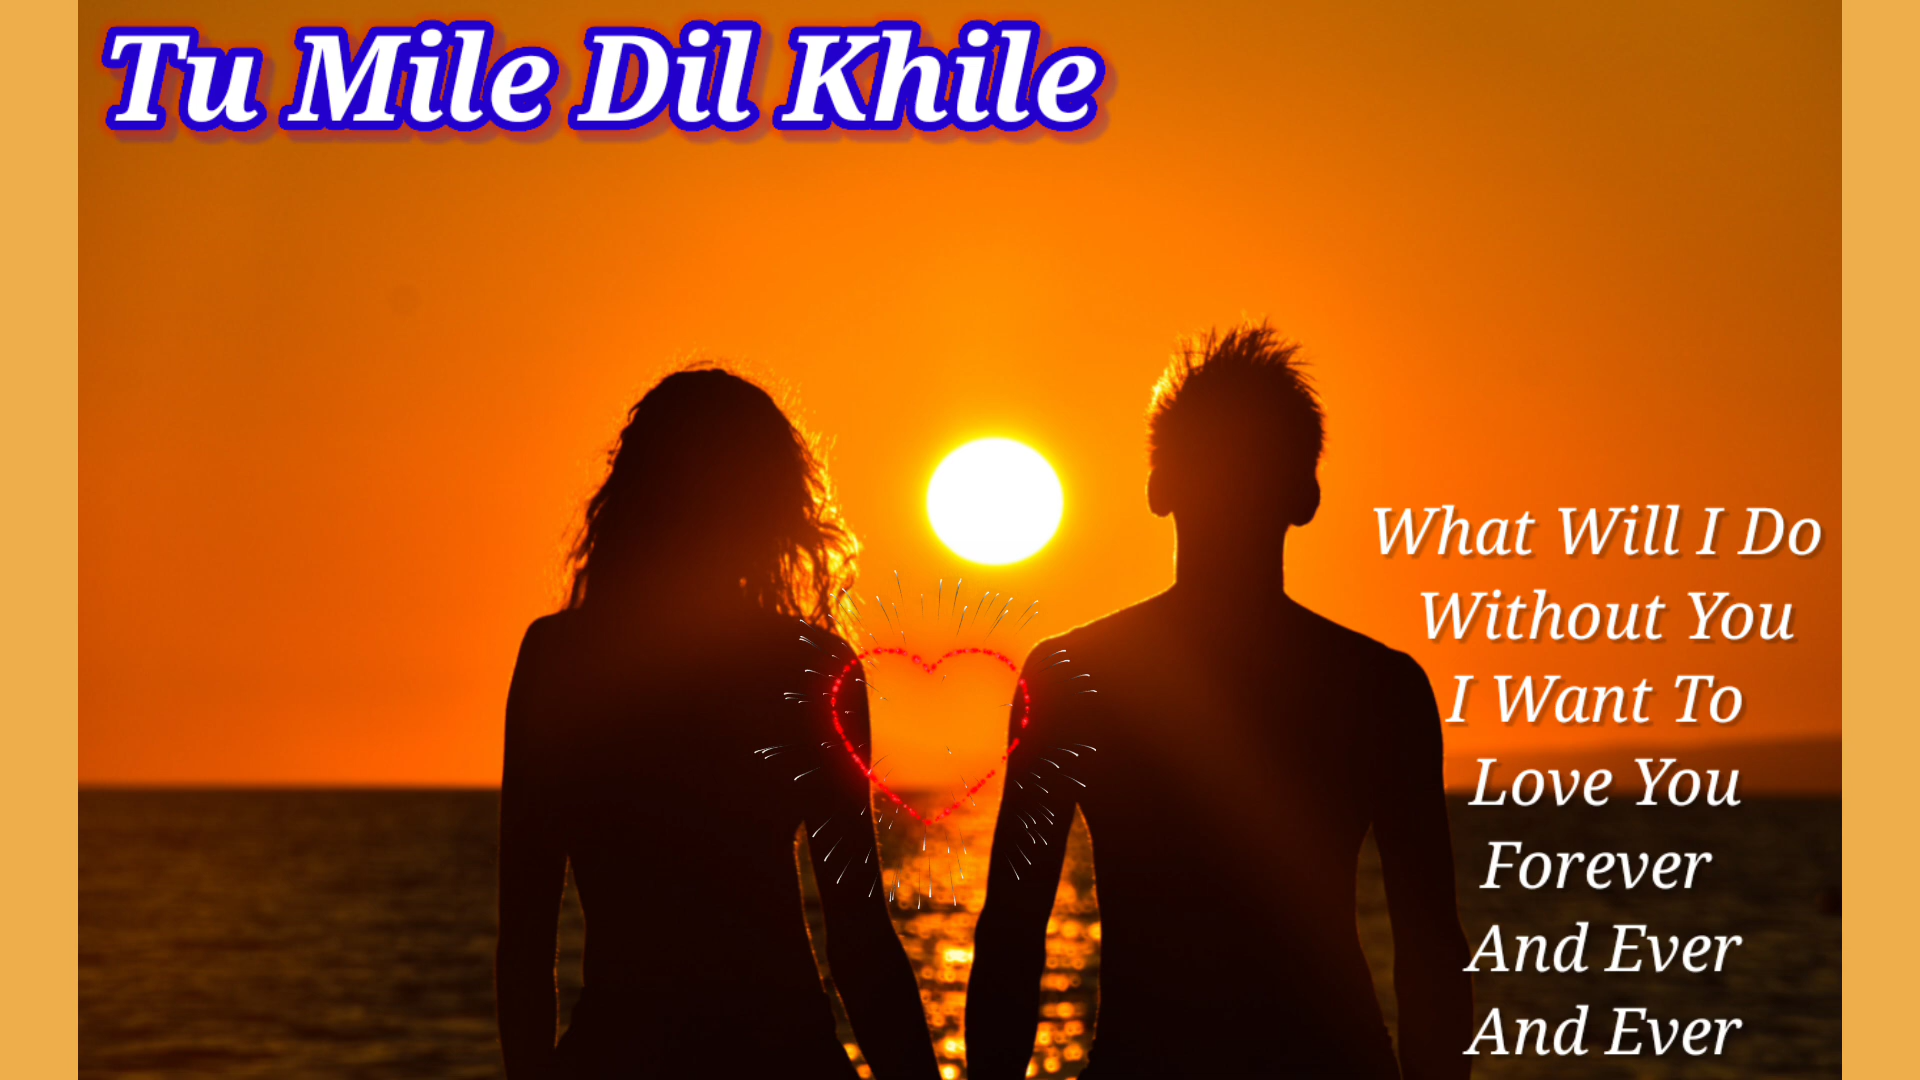 Tu Mile Dil Khile
What Will I Do
Without You
I Want To
Love You
Forever
And Ever
And Ever